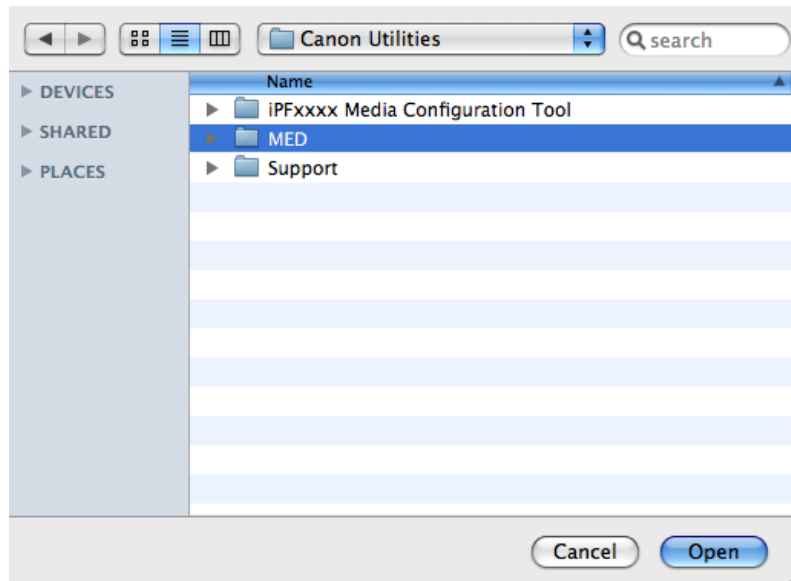 Canon Utilities
search
DEVICES
SHARED
PLACES
Name
iPFxxxx Media Configuration Tool
MED
Support
Cancel
Open